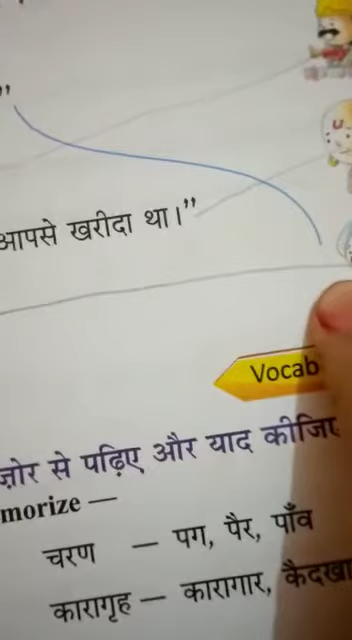 ”
आपसे खरीदा था।”
Vocab
ज़ोर से पढ़िए और याद कीजिए
morize —
चरण — पग, पैर, पाँव
कारागृह — कारागार, कैदखा